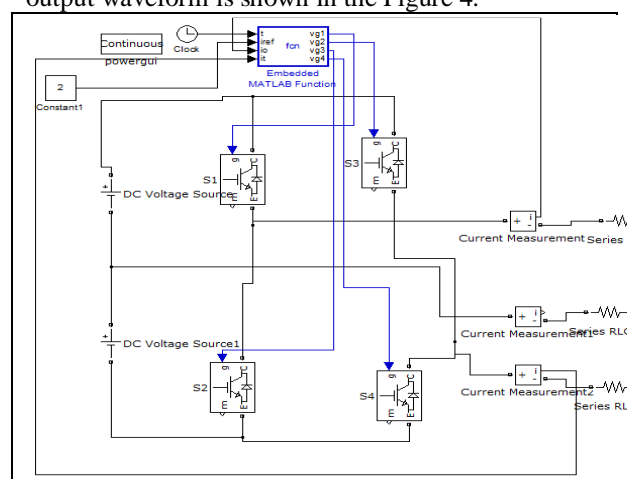 output waveform is shown in the Figure 4.
Continuous
powergui
Clock
t
iref
io
it
fcn
vg1
vg2
vg3
vg4
Embedded
MATLAB Function
2
Constant1
g
C
S1
m
E
g
C
S3
m
E
+
DC Voltage Source
+
i
-
Current Measurement
Series
+
i
-
Current Measurement1
Series RLC
+
DC Voltage Source1
g
C
S2
m
E
g
C
S4
m
E
+
i
-
Current Measurement2
Series RL